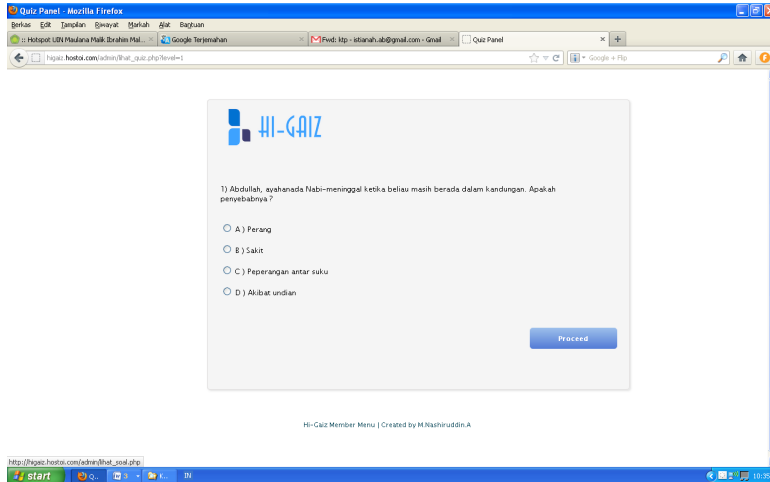 Quiz Panel - Mozilla Firefox
Berkas Edit Tampilan Riwayat Markah Alat Bantuan
:: Hotspot UIN Maulana Malik Ibrahim Mal... × Google Terjemahan × Fwd: ktp - istianah.ab@gmail.com - Gmail × Quiz Panel × +
higaiz.hostoi.com/admin/lihat_quiz.php?level=1 Google + Flip
HI-GAIZ
1) Abdullah, ayahanada Nabi-meninggal ketika beliau masih berada dalam kandungan. Apakah
penyebabnya ?
A ) Perang
B ) Sakit
C ) Peperangan antar suku
D ) Akibat undian
Proceed
Hi-Gaiz Member Menu | Created by M.Nashiruddin.A
http://higaiz.hostoi.com/admin/lihat_soal.php
start Q.. 3 K... IN 10:35